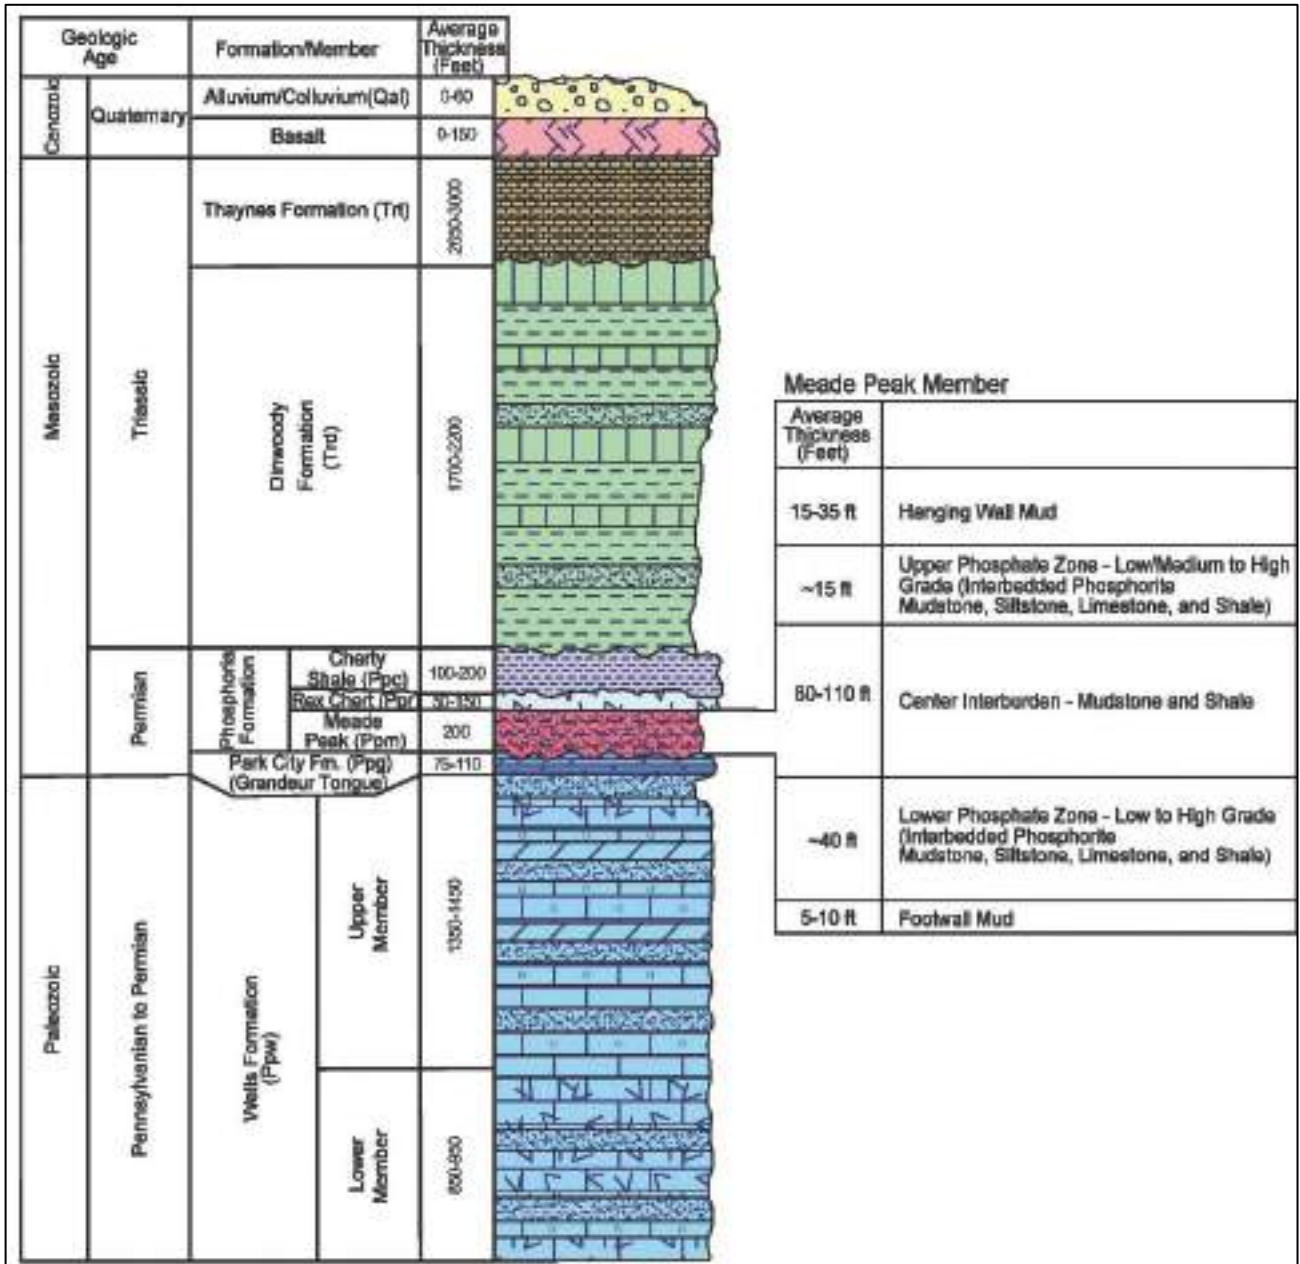 Geologic
Age
Formation/Member
Average
Thickness
(Feet)
Cenozoic
Quaternary
Alluvium/Colluvium(Qal)
0-60
Basalt
0-150
Mesozoic
Triassic
Thaynes Formation (Trt)
Dinwoody
Formation
(Trd)
1700-2200
Permian
Phosphoria
Formation
Cherty
Shale (Ppc)
100-200
Rex Chert (Ppr
Meade
Peak (Ppm)
200
Park City Fm. (Ppg)
(Grandeur Tongue)
75-110
Paleozoic
Pennsylvanian to Permian
Wells Formation
(Ppw)
Upper
Member
1350-1450
Lower
Member
Meade Peak Member
Average
Thickness
(Feet)
15-35 ft
Hanging Wall Mud
~15 ft
Upper Phosphate Zone - Low/Medium to High
Grade (Interbedded Phosphorite
Mudstone, Siltstone, Limestone, and Shale)
Center Interburden - Mudstone and Shale
~40 ft
Lower Phosphate Zone - Low to High Grade
(Interbedded Phosphorite
Mudstone, Siltstone, Limestone, and Shale)
5-10 ft
Footwall Mud